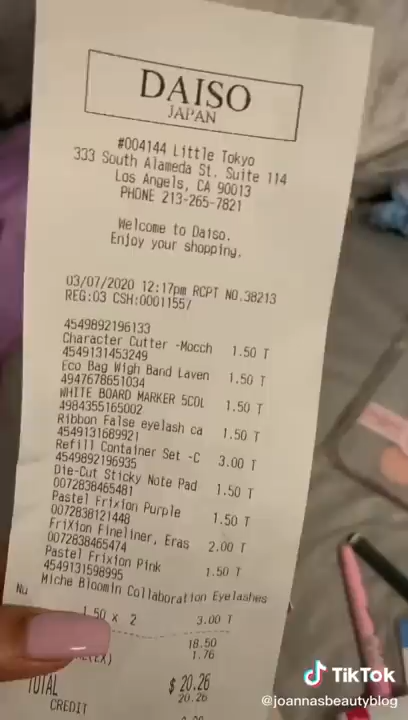 DAISO
JAPAN
#004144 Little Tokyo
333 South Alameda St. Suite 114
Los Angels, CA 90013
PHONE 213-265-7821
Welcome to Daiso.
Enjoy your shopping.
03/07/2020 12:17pm RCPT NO.38213
REG:03 CSH:00011557
4549892196133
Character Cutter -Mocch 1.50 T
4549131453249
Eco Bag Wigh Band Laven 1.50 T
4947678651034
WHITE BOARD MARKER 5COL 1.50 T
4984355165002
Ribbon False eyelash ca 1.50 T
4549131689921
Refill Container Set -C 3.00 T
4549892196935
Die-Cut Sticky Note Pad 1.50 T
0072838465481
Pastel Frixion Purple 1.50 T
0072838121448
FriXion Fineliner, Eras 2.00 T
0072838465474
Pastel Frixion Pink 1.50 T
4549131598995
Miche Bloomin Collaboration Eyelashes
Nu
1.50 x 2 3.00 T
18.50
(EX) 1.76
TOTAL $ 20.26
CREDIT 20.26
TikTok
@joannasbeautyblog